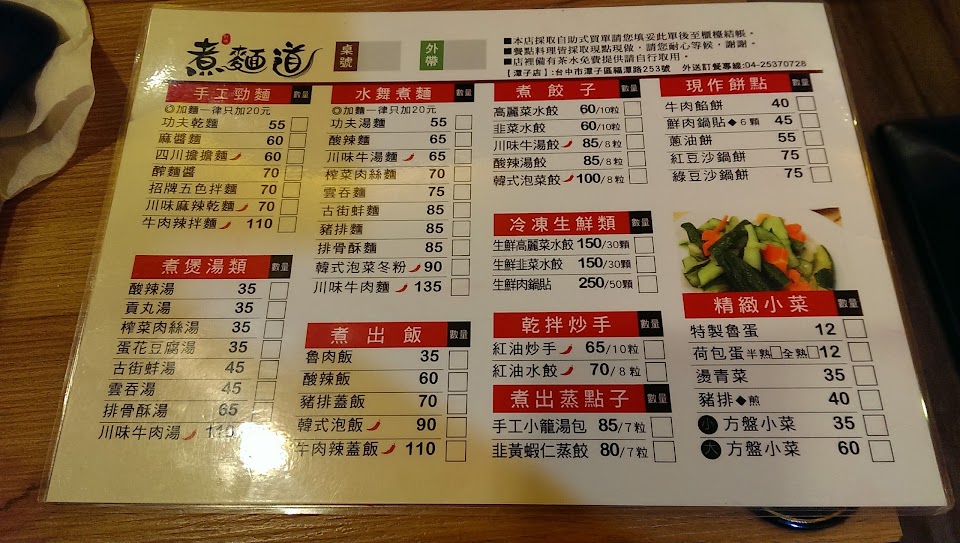 煮麵道
桌號
外帶
■本店採取自助式買單請您填妥此單後至櫃檯結帳。
■餐點料理皆採取現點現做，請您耐心等候，謝謝。
■店裡備有茶水免費提供請自行取用。
【潭子店】:台中市潭子區福潭路253號 外送訂餐專線:04-25370728
手工勁麵 數量
◎加麵一律只加20元
功夫乾麵 55
麻醬麵 60
四川擔擔麵 60
醡麵醬 70
招牌五色拌麵 70
川味麻辣乾麵 70
牛肉辣拌麵 110
煮煲湯類 數量
酸辣湯 35
貢丸湯 35
榨菜肉絲湯 35
蛋花豆腐湯 35
古街蚵湯 45
雲吞湯 45
排骨酥湯 65
川味牛肉湯 110
水舞煮麵 數量
◎加麵一律只加20元
功夫湯麵 55
酸辣麵 65
川味牛湯麵 65
榨菜肉絲麵 70
雲吞麵 75
古街蚵麵 85
豬排麵 85
排骨酥麵 85
韓式泡菜冬粉 90
川味牛肉麵 135
煮出飯 數量
魯肉飯 35
酸辣飯 60
豬排蓋飯 70
韓式泡飯 90
牛肉辣蓋飯 110
煮餃子 數量
高麗菜水餃 60/10粒
韭菜水餃 60/10粒
川味牛湯餃 85/8粒
酸辣湯餃 85/8粒
韓式泡菜餃 100/8粒
冷凍生鮮類 數量
生鮮高麗菜水餃 150/30顆
生鮮韭菜水餃 150/30顆
生鮮肉鍋貼 250/50顆
乾拌炒手 數量
紅油炒手 65/10粒
紅油水餃 70/8粒
煮出蒸點子 數量
手工小籠湯包 85/7粒
韭黃蝦仁蒸餃 80/7粒
現作餅點 數量
牛肉餡餅 40
鮮肉鍋貼◆6顆 45
蔥油餅 55
紅豆沙鍋餅 75
綠豆沙鍋餅 75
精緻小菜 數量
特製魯蛋 12
荷包蛋半熟□全熟□12
燙青菜 35
豬排◆煎 40
小 方盤小菜 35
大 方盤小菜 60